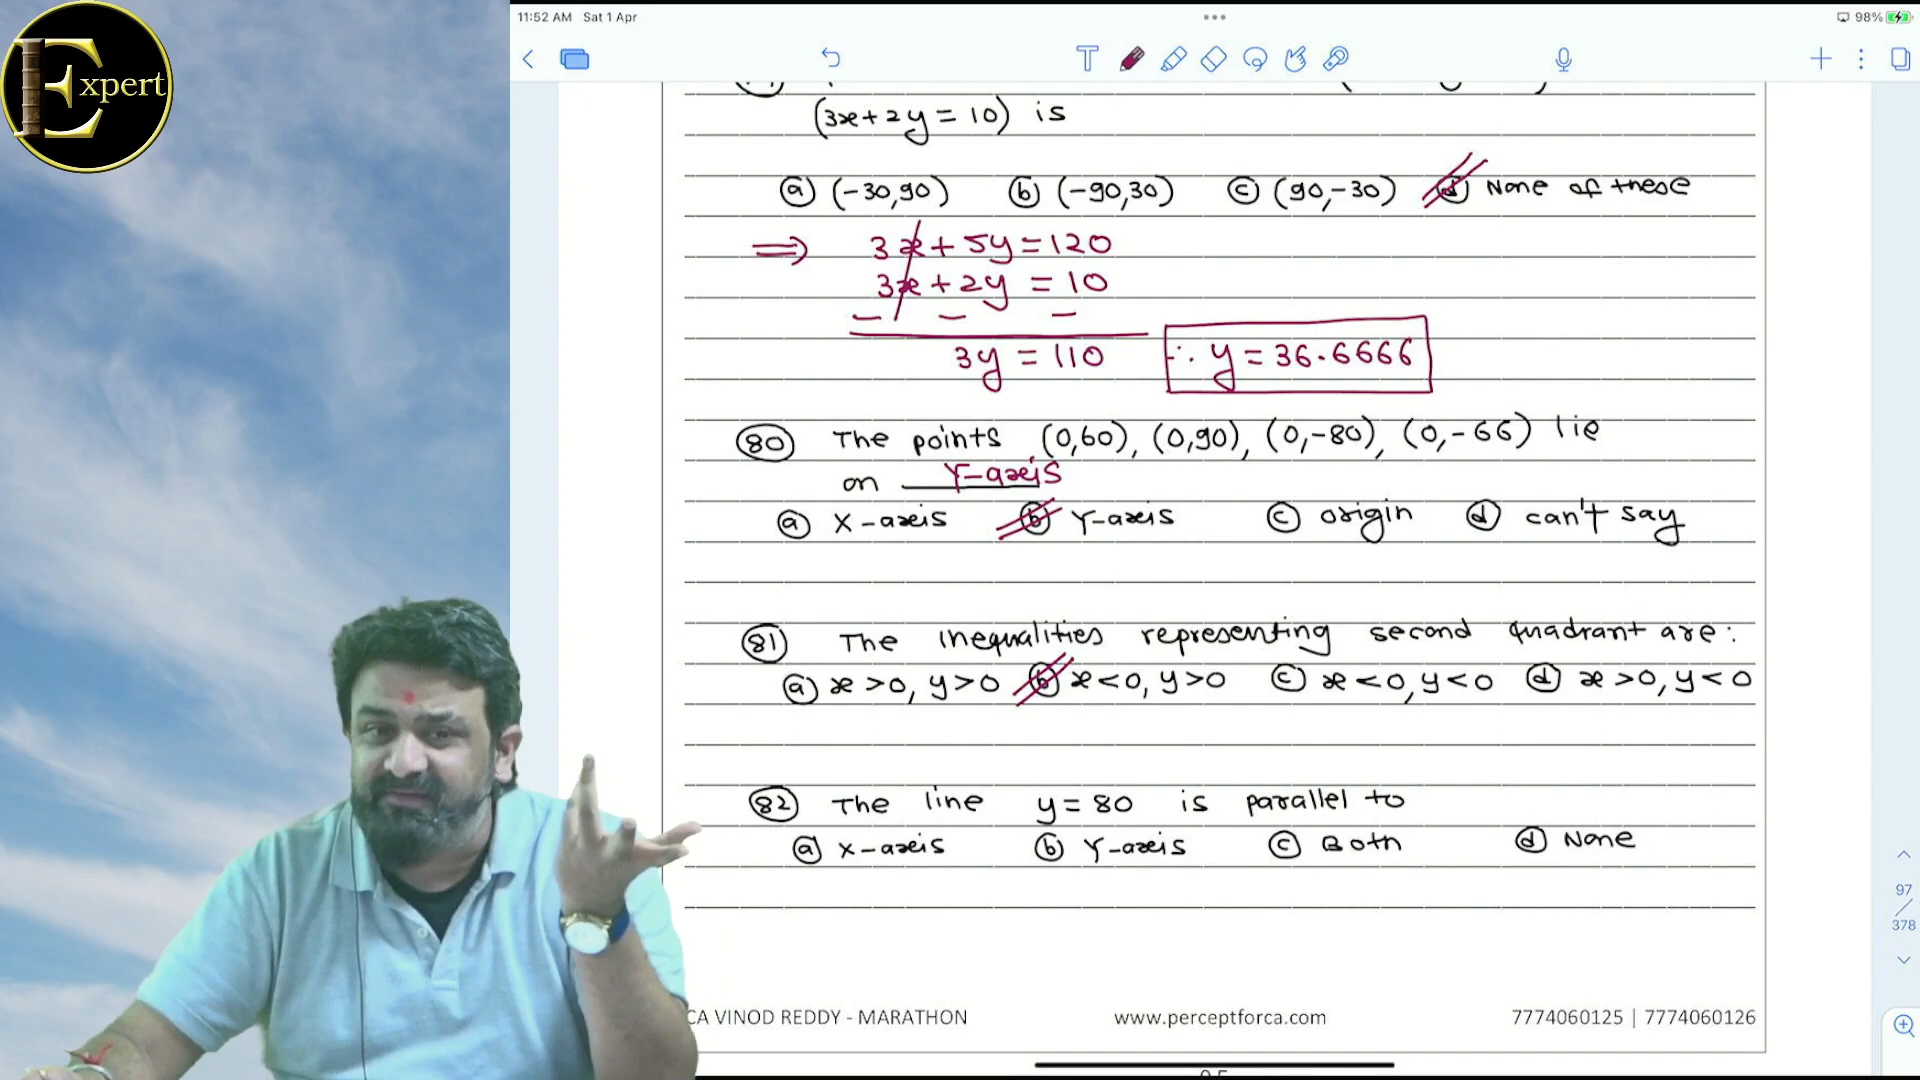 Expert
11:52 AM Sat 1 Apr
98%
(3x+2y = 10) is
(a) (-30,90) (b) (-90,30) (c) (90,-30) (d) None of these
⇒ 3x + 5y = 120
3x + 2y = 10
3y = 110 ∴ y = 36.6666
(80) The points (0,60), (0,90), (0,-80), (0,-66) lie
on Y-axis
(a) X-axis (b) Y-axis (c) origin (d) can't say
(81) The inequalities representing second quadrant are:
(a) x >0, y>0 (b) x <0, y>0 (c) x <0, y<0 (d) x >0, y<0
(82) The line y = 80 is parallel to
(a) X-axis (b) Y-axis (c) Both (d) None
97
378
CA VINOD REDDY - MARATHON www.perceptforca.com 7774060125 | 7774060126